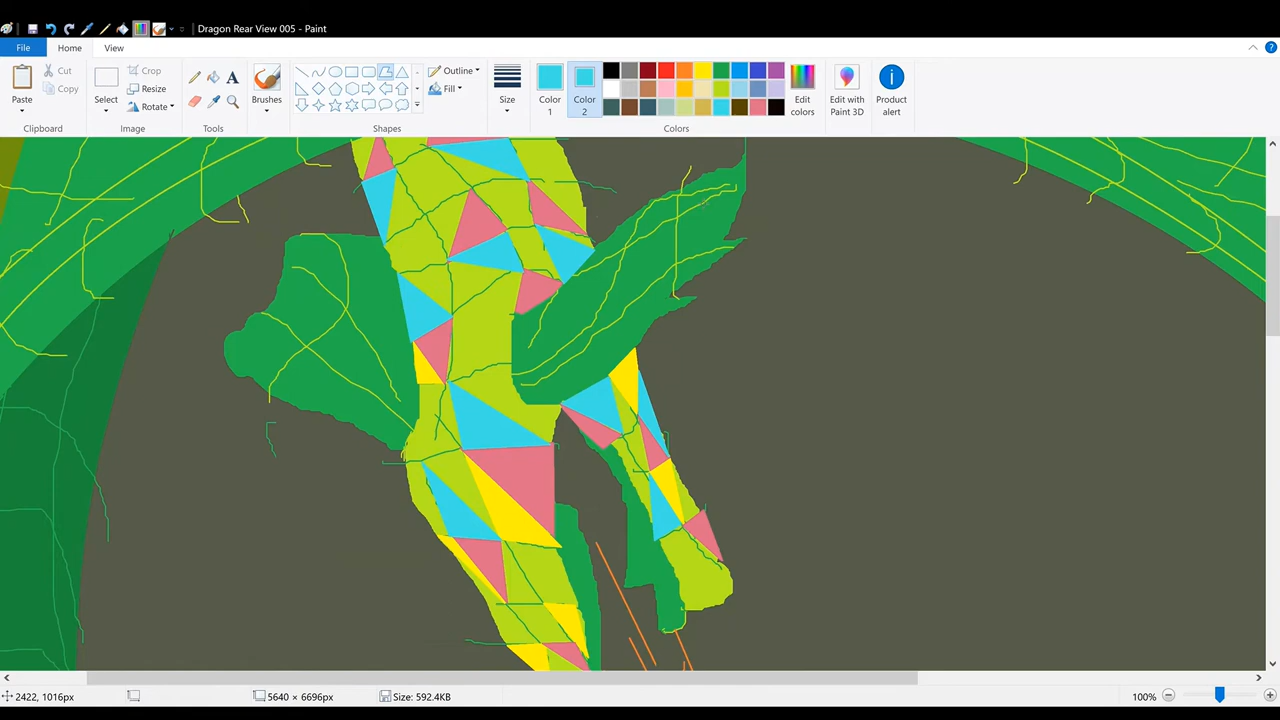 Dragon Rear View 005 - Paint
File Home View
Paste Cut Copy Clipboard
Select Crop Resize Rotate Image
Tools
Brushes
Outline Fill Shapes
Size
Color 1 Color 2 Colors
Edit colors
Edit with Paint 3D
Product alert
2422, 1016px 5640 × 6696px Size: 592.4KB 100%